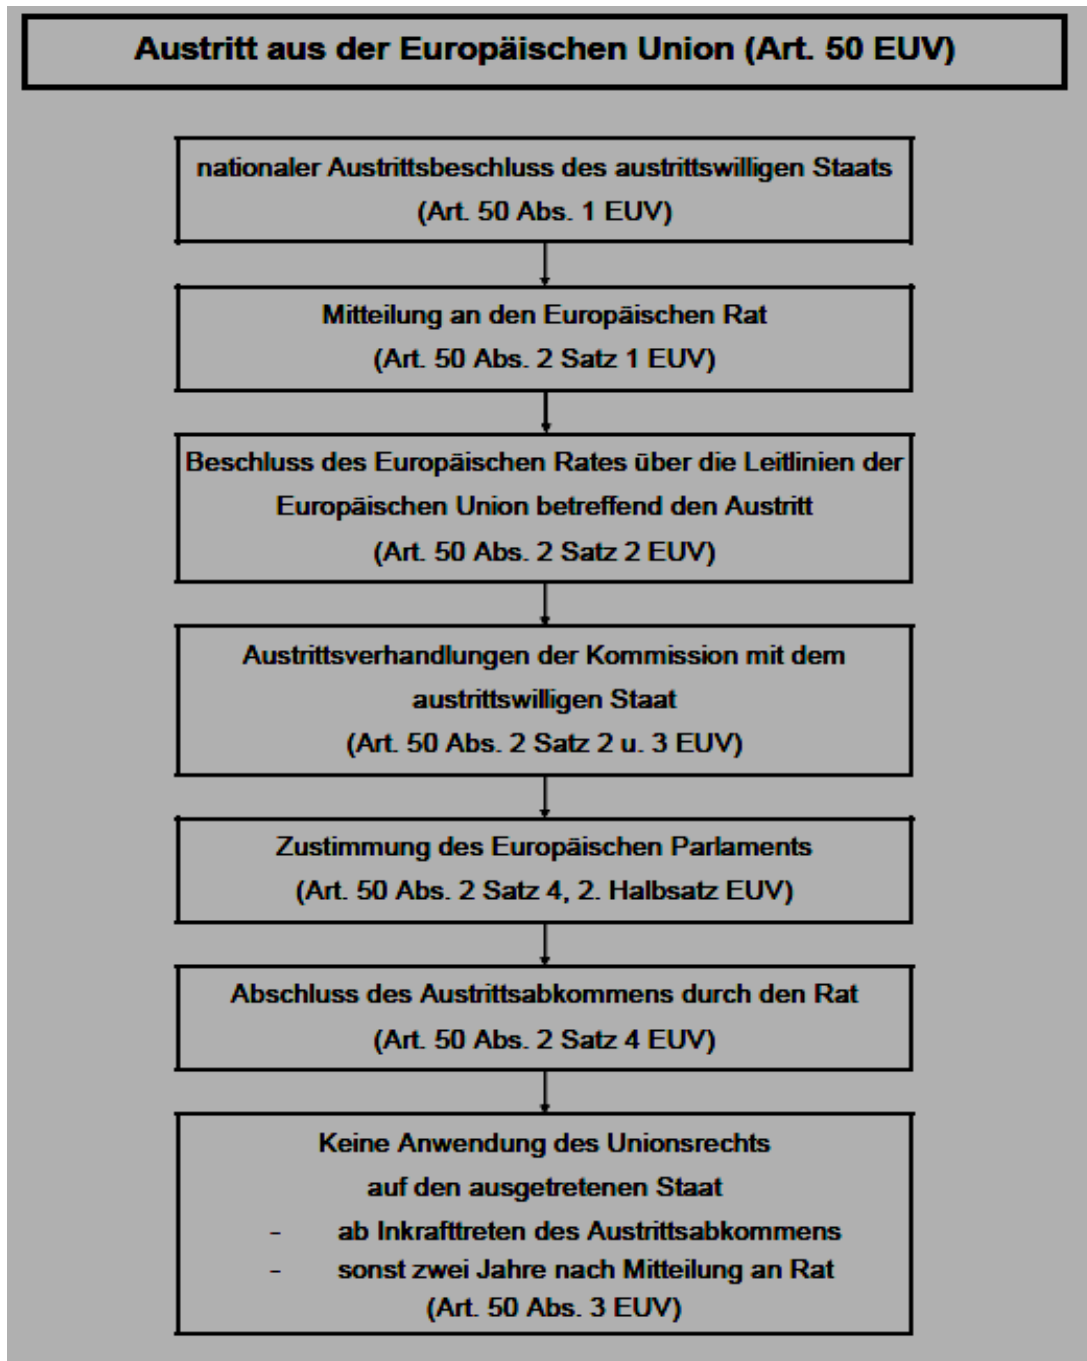 Austritt aus der Europäischen Union (Art. 50 EUV)
nationaler Austrittsbeschluss des austrittswilligen Staats
(Art. 50 Abs. 1 EUV)
Mitteilung an den Europäischen Rat
(Art. 50 Abs. 2 Satz 1 EUV)
Beschluss des Europäischen Rates über die Leitlinien der
Europäischen Union betreffend den Austritt
(Art. 50 Abs. 2 Satz 2 EUV)
Austrittsverhandlungen der Kommission mit dem
austrittswilligen Staat
(Art. 50 Abs. 2 Satz 2 u. 3 EUV)
Zustimmung des Europäischen Parlaments
(Art. 50 Abs. 2 Satz 4, 2. Halbsatz EUV)
Abschluss des Austrittsabkommens durch den Rat
(Art. 50 Abs. 2 Satz 4 EUV)
Keine Anwendung des Unionsrechts
auf den ausgetretenen Staat
- ab Inkrafttreten des Austrittsabkommens
- sonst zwei Jahre nach Mitteilung an Rat
(Art. 50 Abs. 3 EUV)